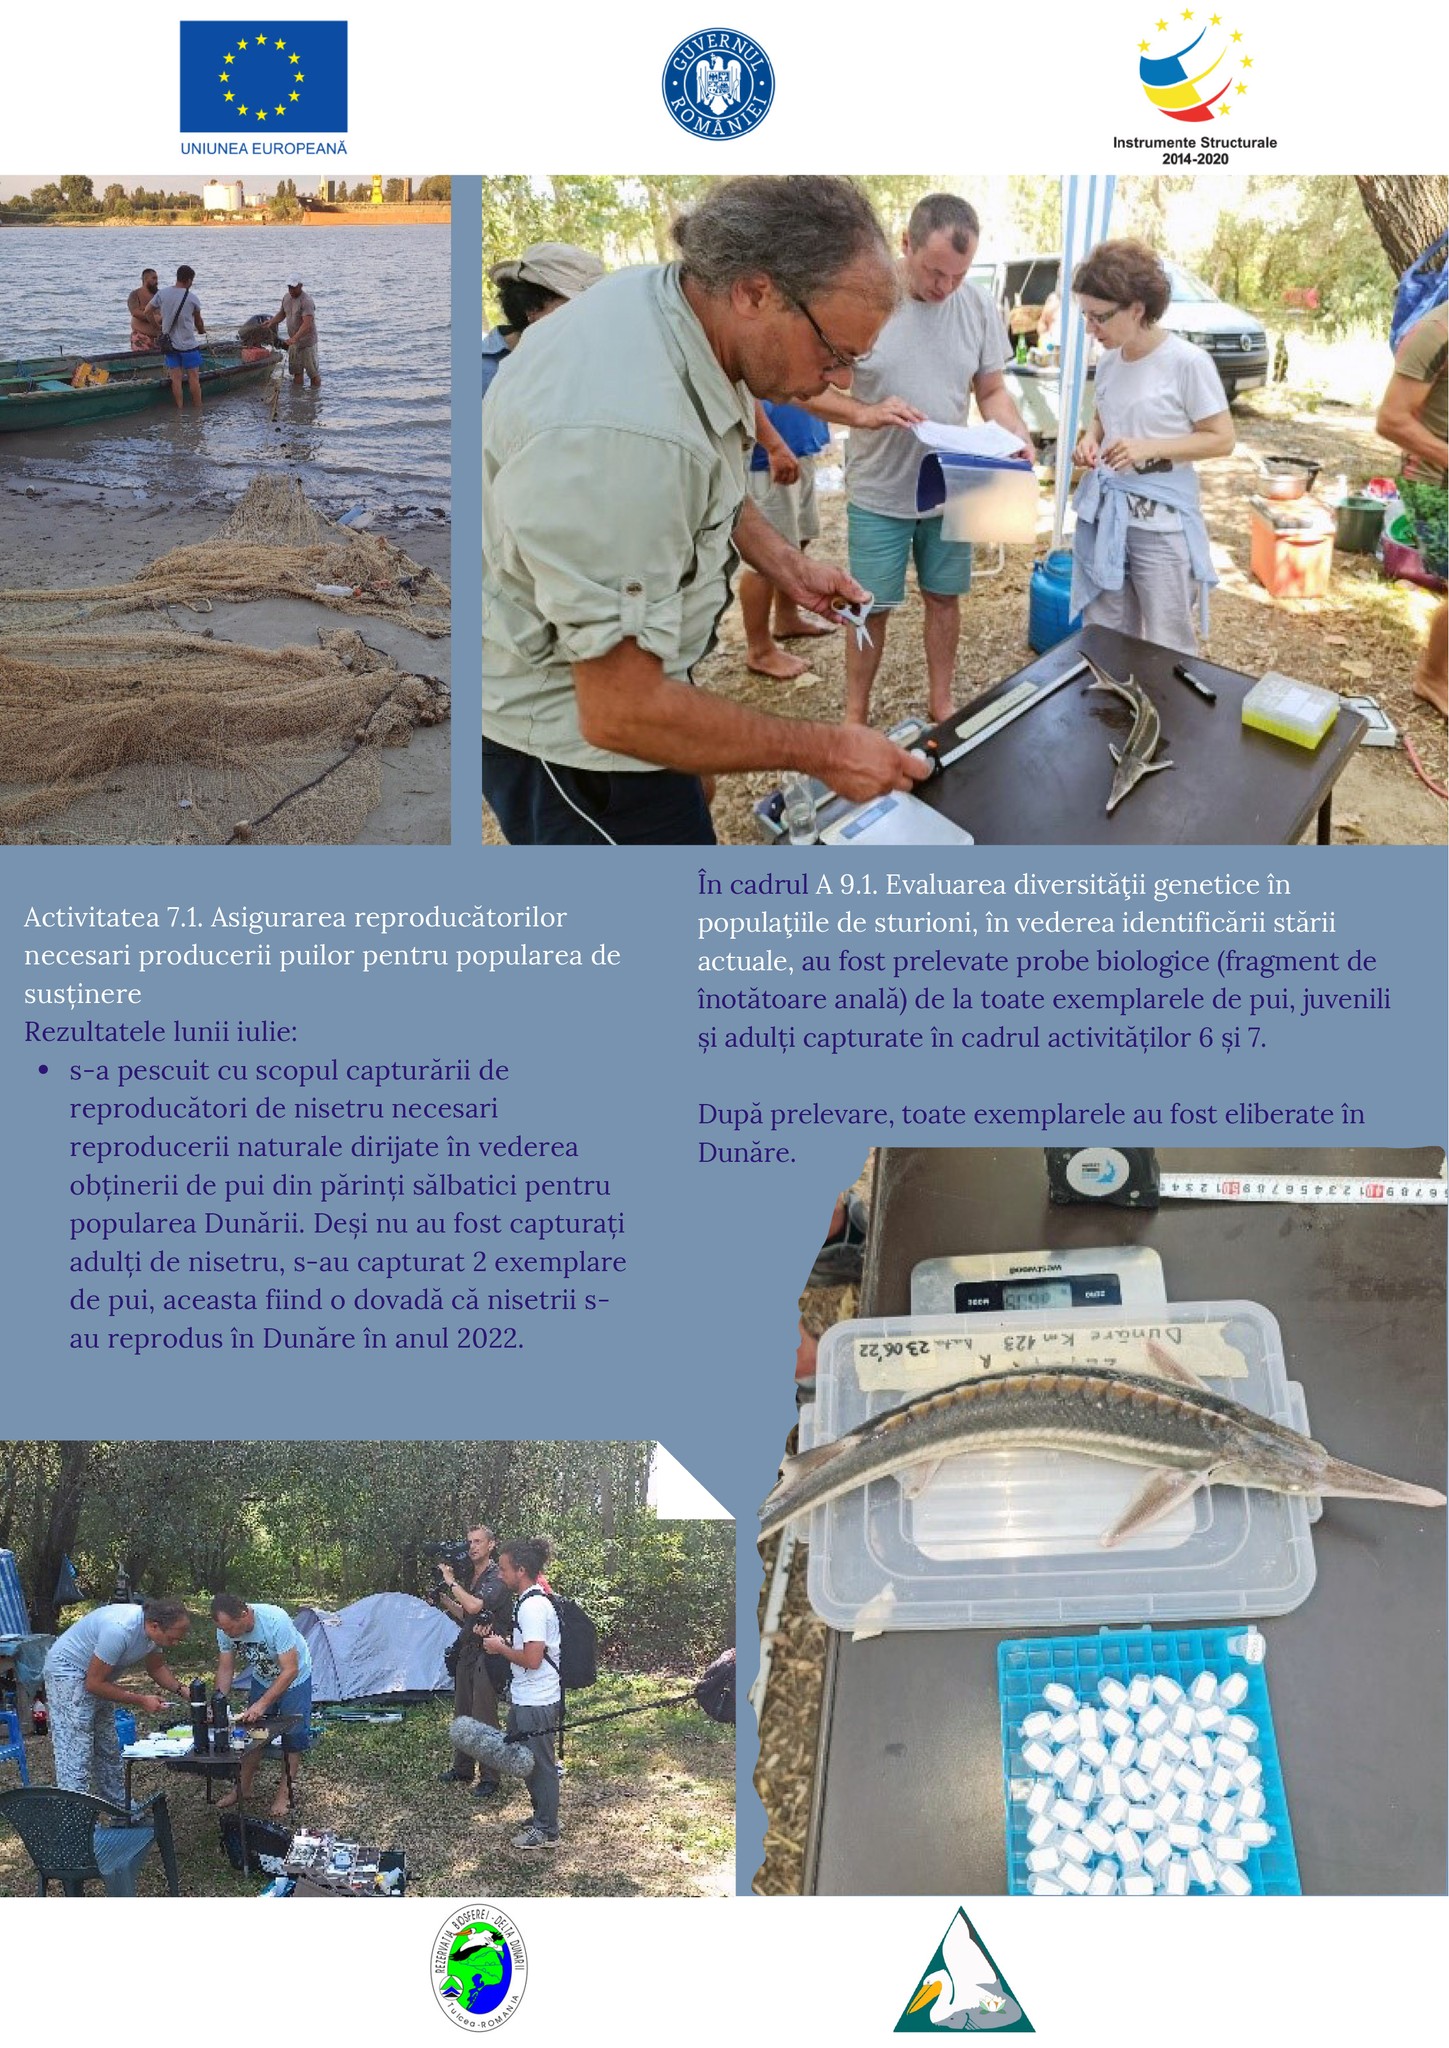 UNIUNEA EUROPEANĂ
GUVERNUL ROMÂNIEI
Instrumente Structurale
2014-2020
Activitatea 7.1. Asigurarea reproducătorilor
necesari producerii puilor pentru popularea de
susținere
Rezultatele lunii iulie:
s-a pescuit cu scopul capturării de
reproducători de nisetru necesari
reproducerii naturale dirijate în vederea
obținerii de pui din părinți sălbatici pentru
popularea Dunării. Deși nu au fost capturați
adulți de nisetru, s-au capturat 2 exemplare
de pui, aceasta fiind o dovadă că nisetrii s-
au reprodus în Dunăre în anul 2022.
În cadrul A 9.1. Evaluarea diversităţii genetice în
populaţiile de sturioni, în vederea identificării stării
actuale, au fost prelevate probe biologice (fragment de
înotătoare anală) de la toate exemplarele de pui, juvenili
și adulți capturate în cadrul activităților 6 și 7.
După prelevare, toate exemplarele au fost eliberate în
Dunăre.
westwood
MODE
ZERO
Dunăre Km 423 Data 23.06.'22
REZERVAȚIA BIOSFEREI - DELTA DUNĂRII
Tulcea - ROMANIA